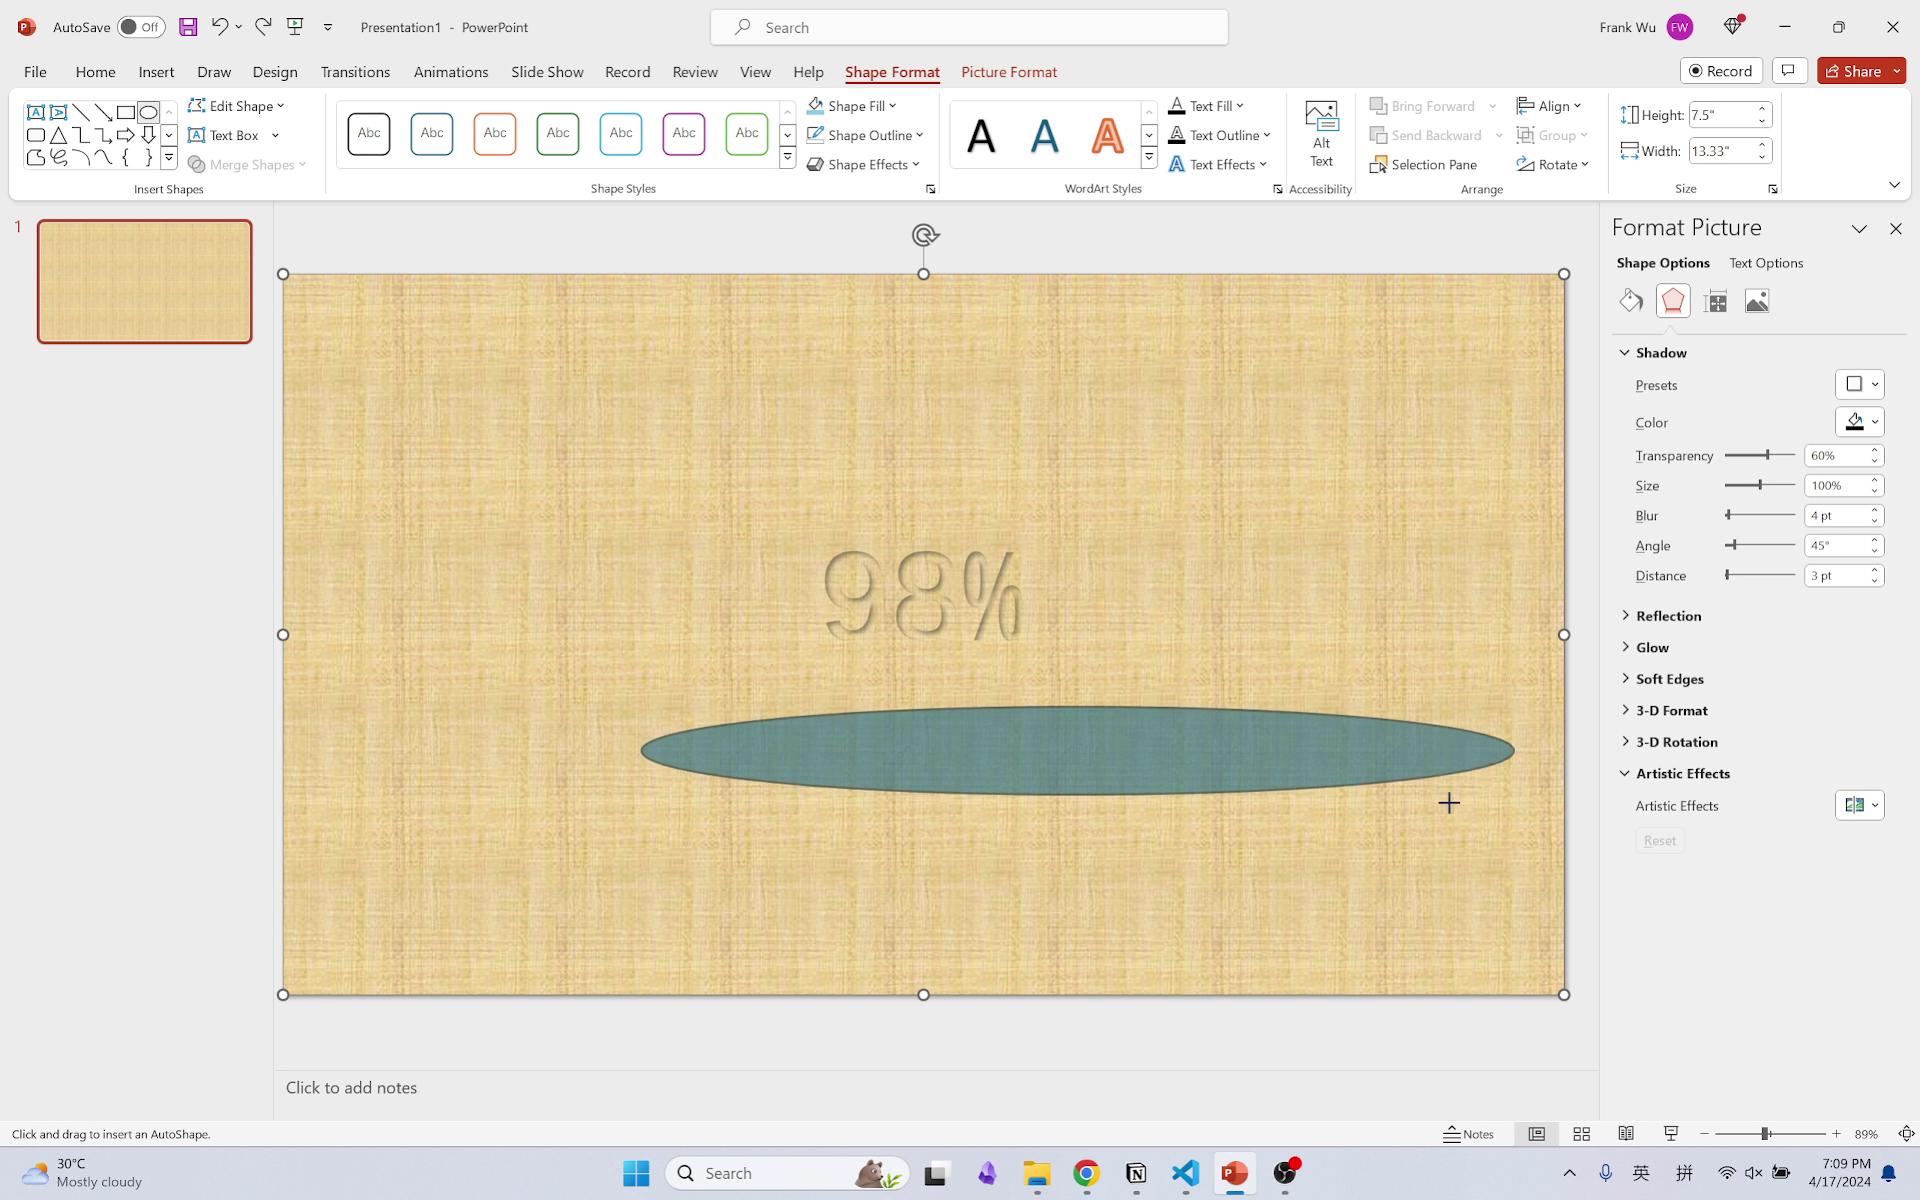 AutoSave Off Presentation1 - PowerPoint Search Frank Wu FW
File Home Insert Draw Design Transitions Animations Slide Show Record Review View Help Shape Format Picture Format Record Share
Edit Shape Abc Abc Abc Abc Abc Abc Abc Shape Fill A A A Text Fill Bring Forward Align Height: 7.5"
Text Box Shape Outline Text Outline Alt Text Send Backward Group Width: 13.33"
Merge Shapes Shape Effects Text Effects Selection Pane Rotate
Insert Shapes Shape Styles WordArt Styles Accessibility Arrange Size
1
Format Picture
Shape Options Text Options
Shadow
Presets
Color
Transparency 60%
Size 100%
Blur 4 pt
Angle 45°
Distance 3 pt
Reflection
Glow
Soft Edges
3-D Format
3-D Rotation
Artistic Effects
Artistic Effects
Reset
98%
Click to add notes
Click and drag to insert an AutoShape. Notes 89%
30°C
Mostly cloudy
Search
英 拼
7:09 PM
4/17/2024